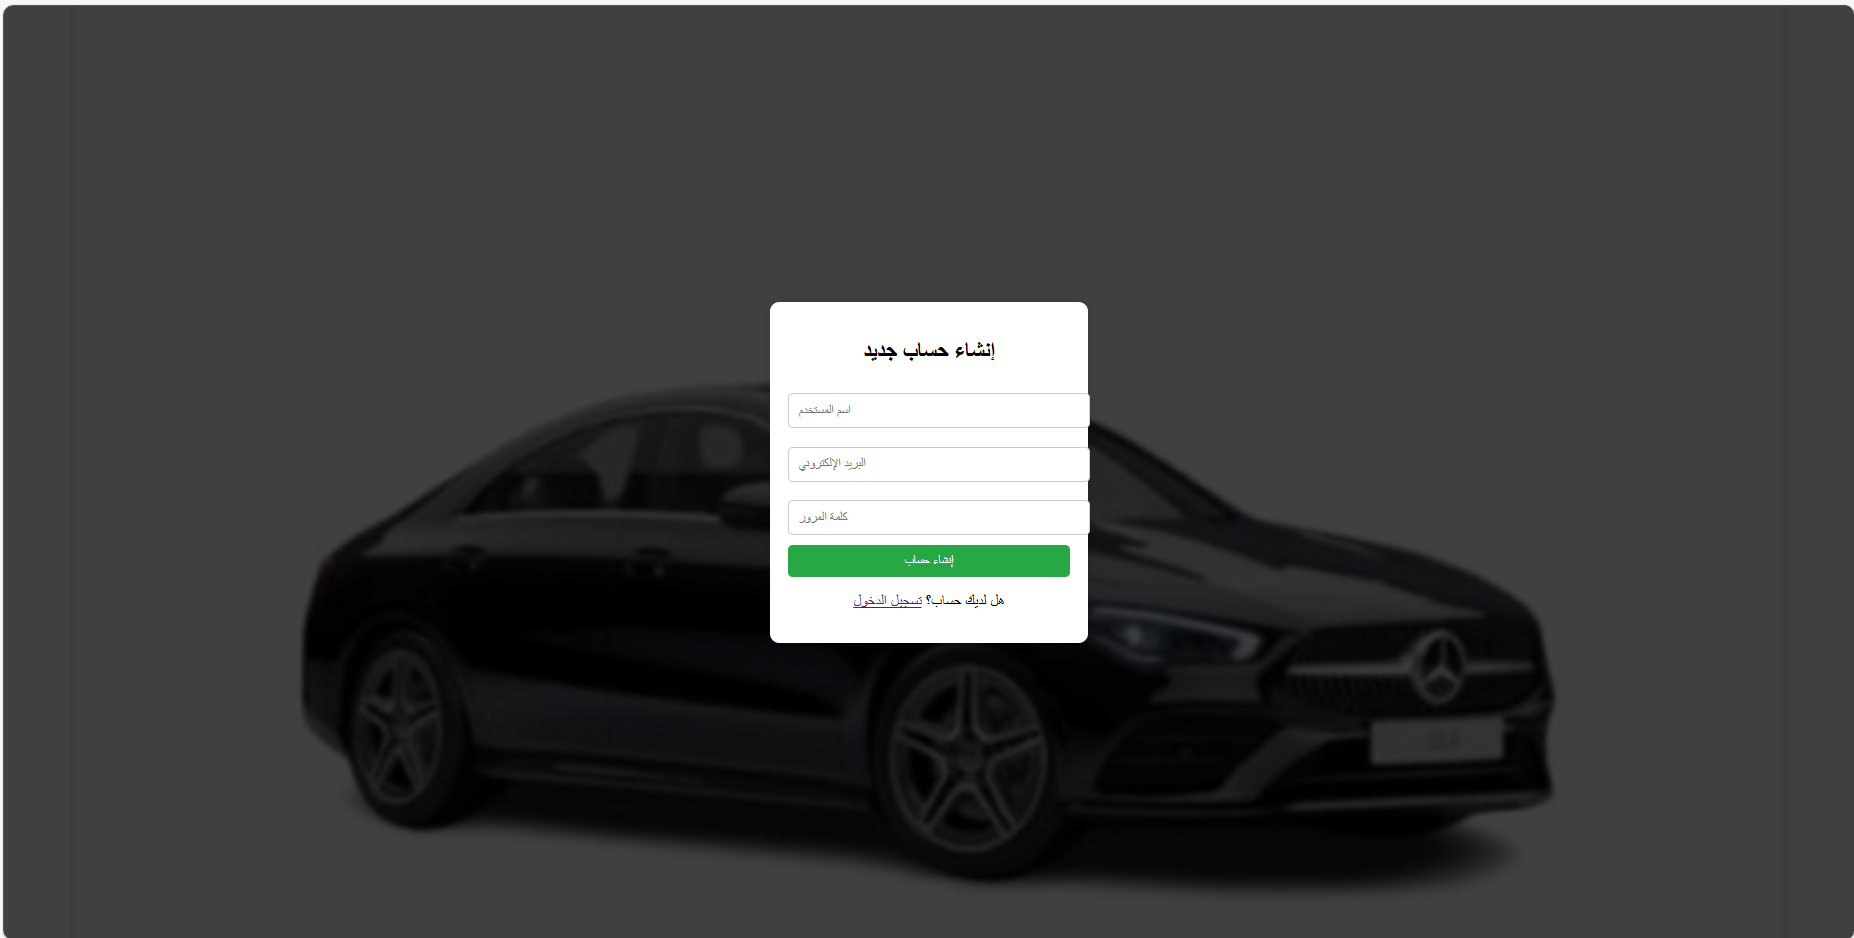 إنشاء حساب جديد
اسم المستخدم
البريد الإلكتروني
كلمة المرور
إنشاء حساب
هل لديك حساب؟ تسجيل الدخول